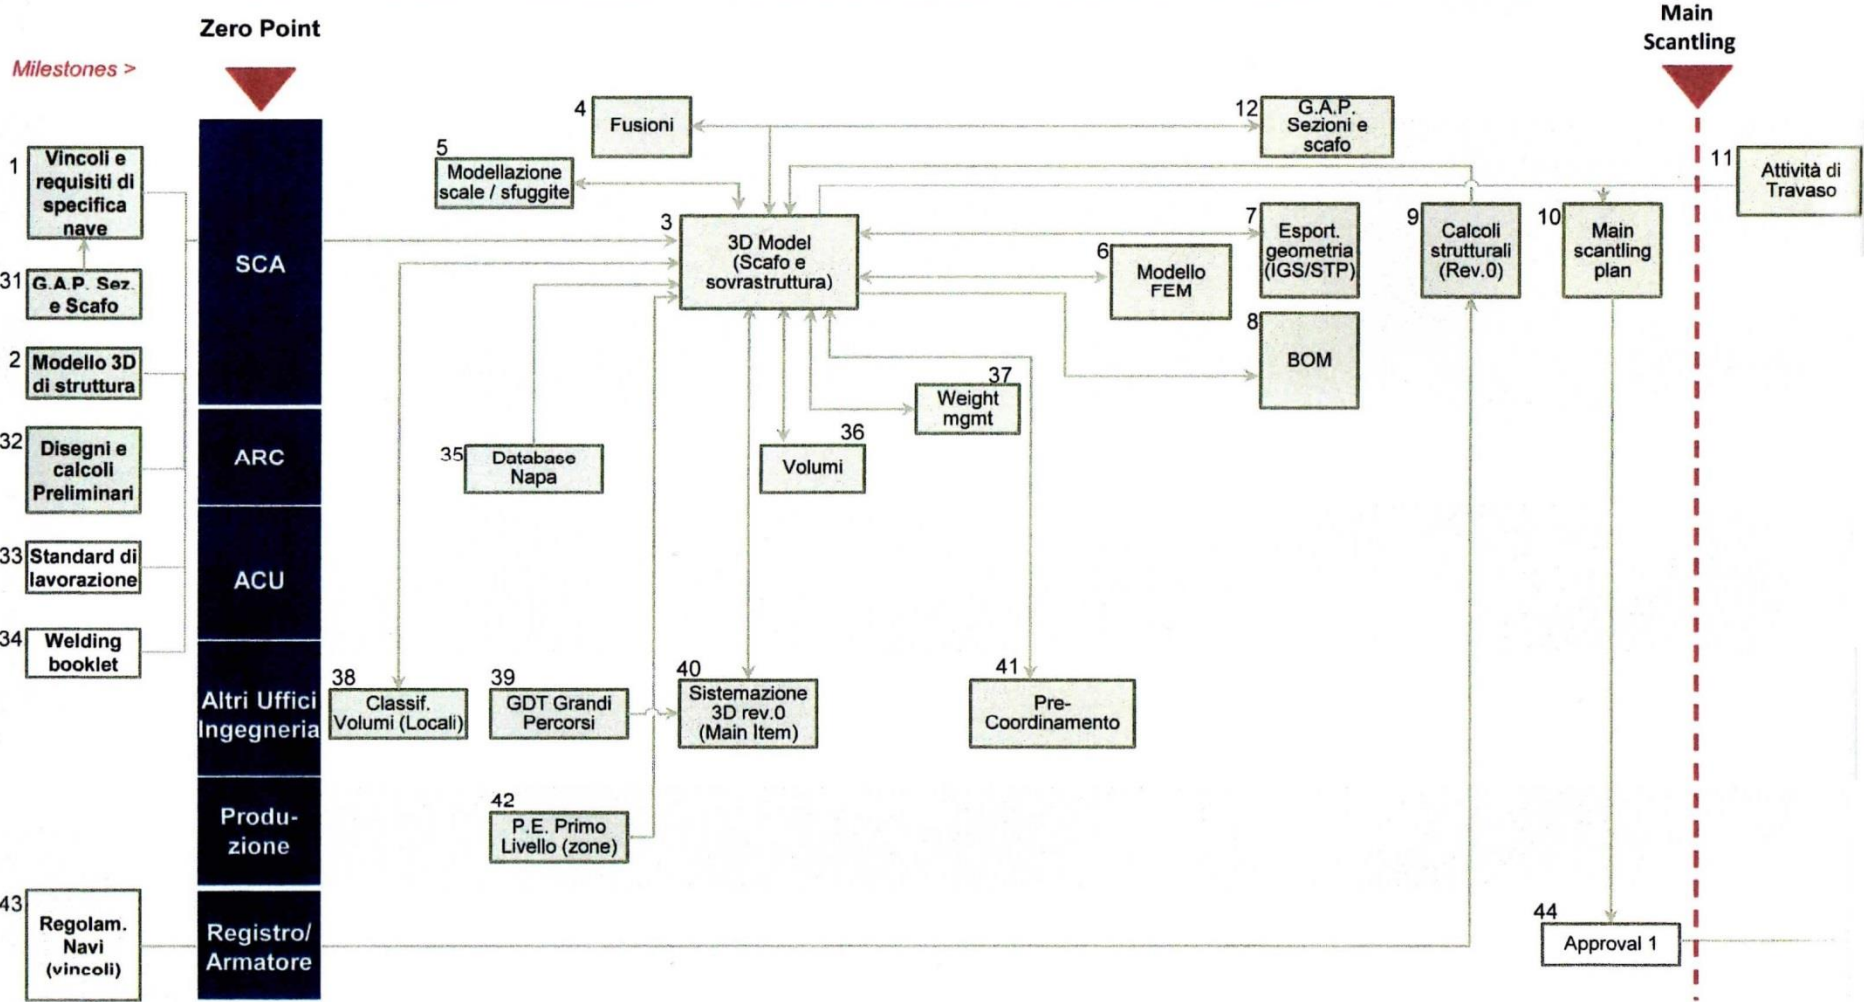 Zero Point
Main
Scantling
Milestones >
1
Vincoli e
requisiti di
specifica
nave
31
G.A.P. Sez.
e Scafo
2
Modello 3D
di struttura
32
Disegni e
calcoli
Preliminari
33
Standard di
lavorazione
34
Welding
booklet
43
Regolam.
Navi
(vincoli)
SCA
ARC
ACU
Altri Uffici
Ingegneria
Produ-
zione
Registro/
Armatore
4
Fusioni
5
Modellazione
scale / sfuggite
3
3D Model
(Scafo e
sovrastruttura)
12
G.A.P.
Sezioni e
scafo
11
Attività di
Travaso
7
Esport.
geometria
(IGS/STP)
6
Modello
FEM
8
BOM
9
Calcoli
strutturali
(Rev.0)
10
Main
scantling
plan
37
Weight
mgmt
36
Volumi
35
Database
Napa
38
Classif.
Volumi (Locali)
39
GDT Grandi
Percorsi
40
Sistemazione
3D rev.0
(Main Item)
41
Pre-
Coordinamento
42
P.E. Primo
Livello (zone)
44
Approval 1